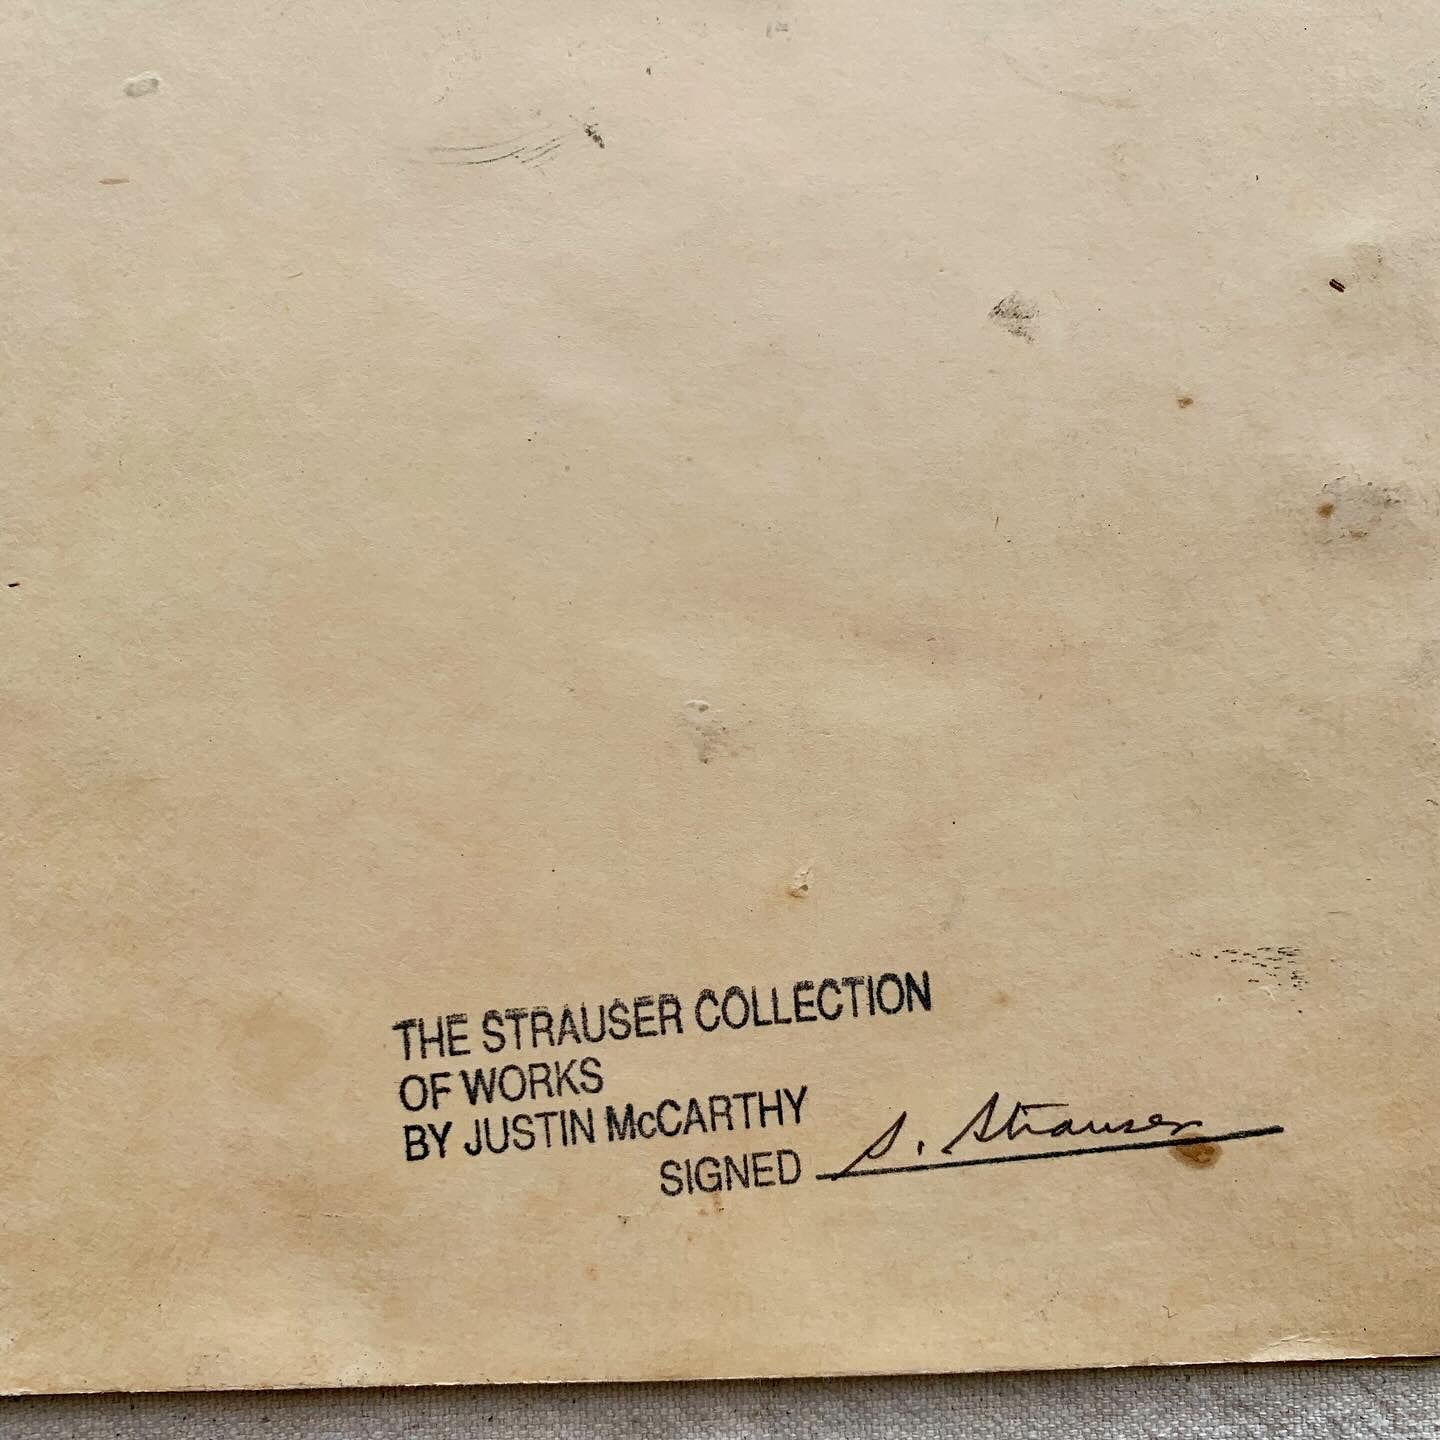 THE STRAUSER COLLECTION
OF WORKS
BY JUSTIN McCARTHY
SIGNED S. Strauser